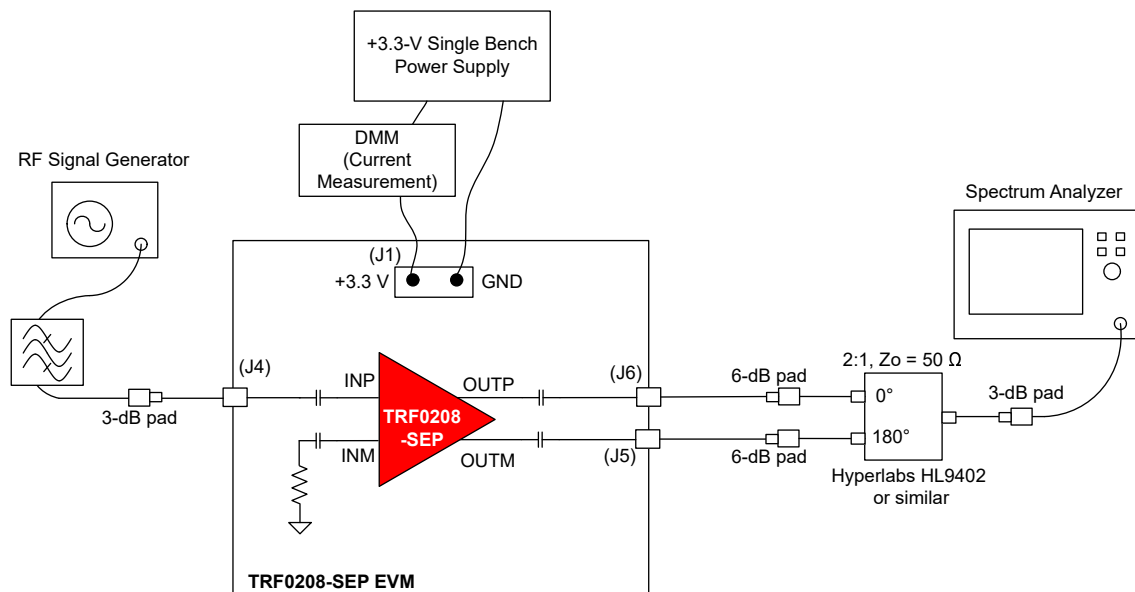 +3.3-V Single Bench
Power Supply
DMM
(Current
Measurement)
RF Signal Generator
Spectrum Analyzer
(J1)
+3.3 V
GND
(J4)
INP
OUTP
(J6)
6-dB pad
2:1, Zo = 50 Ω
3-dB pad
0°
3-dB pad
TRF0208
-SEP
180°
INM
OUTM
(J5)
6-dB pad
Hyperlabs HL9402
or similar
TRF0208-SEP EVM